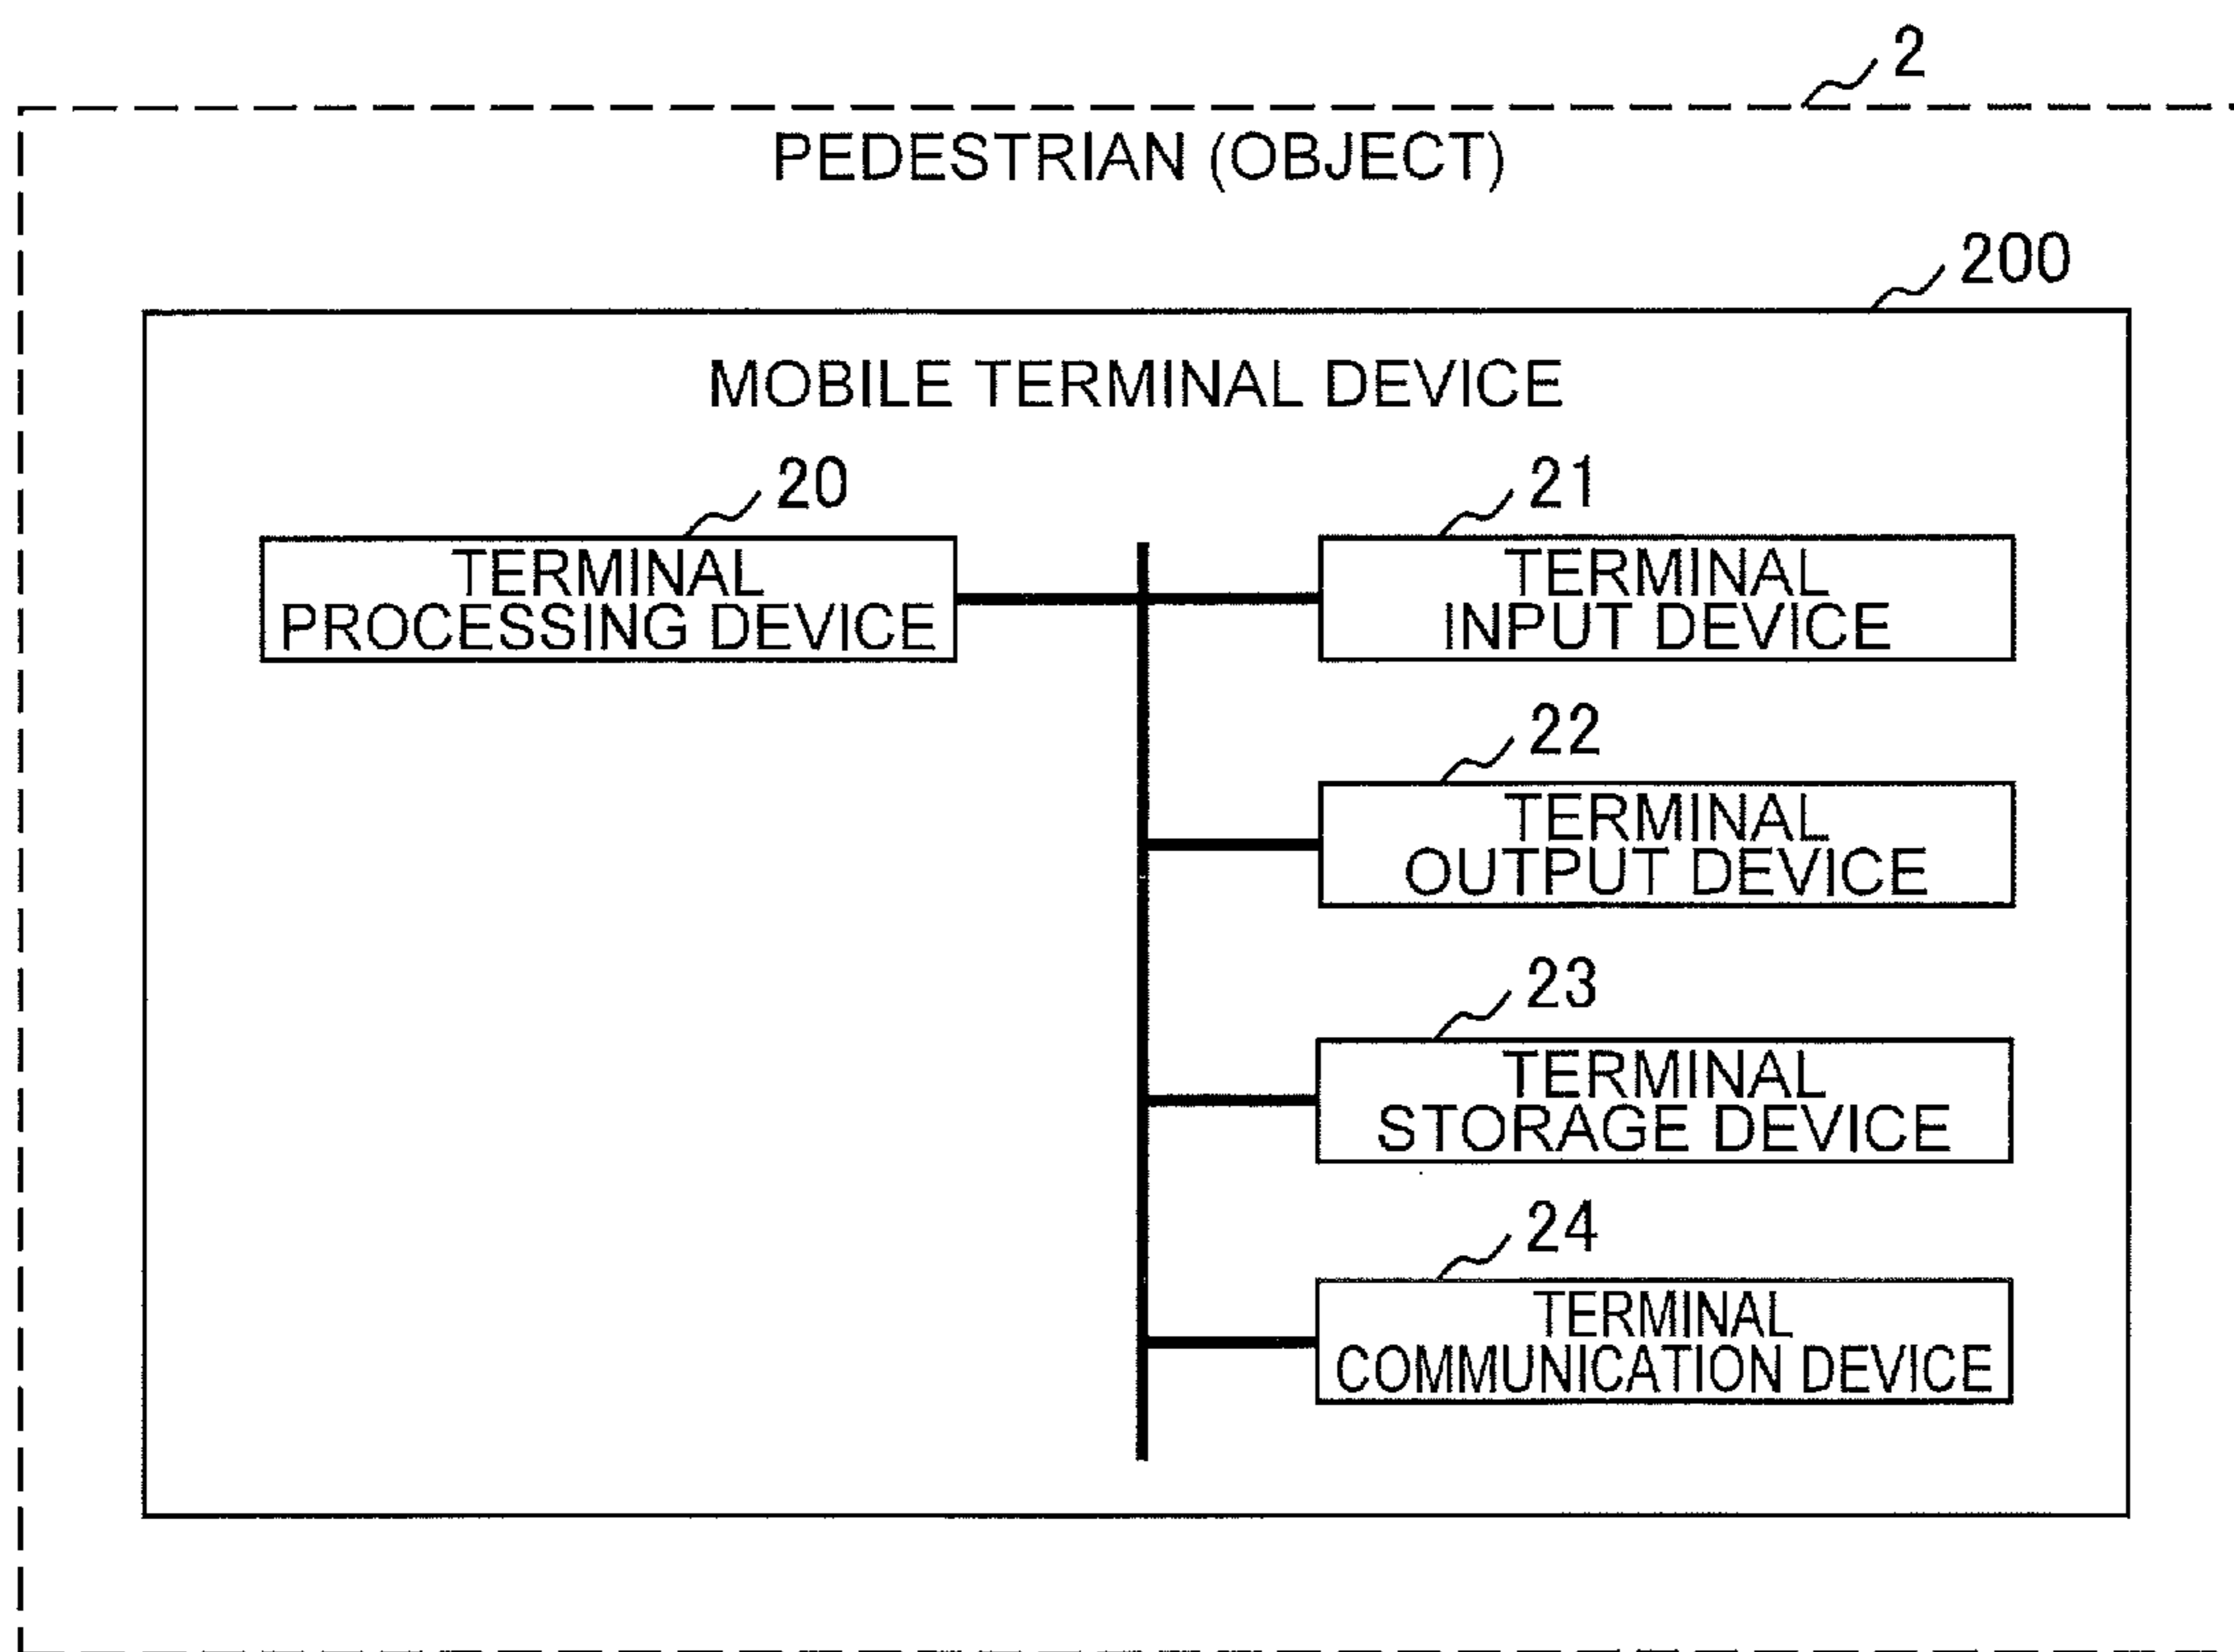 2
PEDESTRIAN (OBJECT)
200
MOBILE TERMINAL DEVICE
20
TERMINAL
PROCESSING DEVICE
21
TERMINAL
INPUT DEVICE
22
TERMINAL
OUTPUT DEVICE
23
TERMINAL
STORAGE DEVICE
24
TERMINAL
COMMUNICATION DEVICE